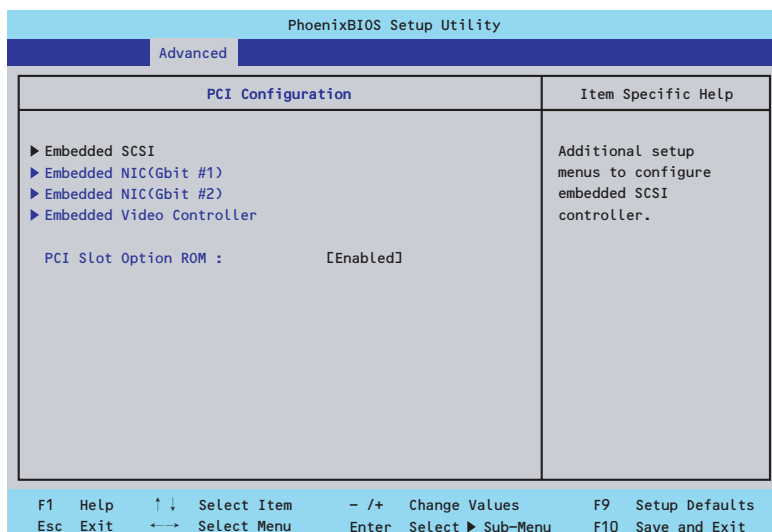 PhoenixBIOS Setup Utility
Advanced
PCI Configuration
Item Specific Help
▶ Embedded SCSI
▶ Embedded NIC(Gbit #1)
▶ Embedded NIC(Gbit #2)
▶ Embedded Video Controller
PCI Slot Option ROM : [Enabled]
Additional setup
menus to configure
embedded SCSI
controller.
F1 Help ↑↓ Select Item - /+ Change Values F9 Setup Defaults
Esc Exit ←→ Select Menu Enter Select ▶ Sub-Menu F10 Save and Exit